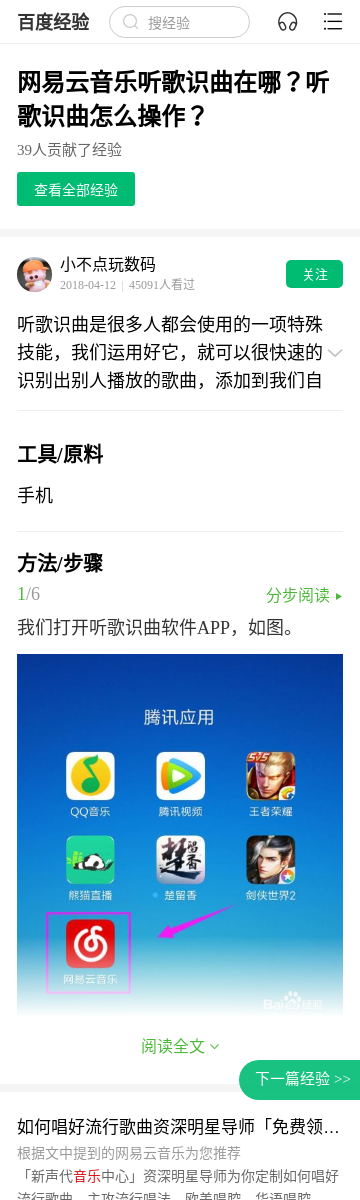 百度经验
搜经验
网易云音乐听歌识曲在哪？听
歌识曲怎么操作？
39人贡献了经验
查看全部经验
小不点玩数码
2018-04-12 | 45091人看过
关注
听歌识曲是很多人都会使用的一项特殊
技能，我们运用好它，就可以很快速的
识别出别人播放的歌曲，添加到我们自
工具/原料
手机
方法/步骤
1/6
分步阅读
我们打开听歌识曲软件APP，如图。
腾讯应用
QQ音乐
腾讯视频
王者荣耀
熊猫直播
楚留香
剑侠世界2
网易云音乐
Bai 经验
阅读全文
下一篇经验 >>
如何唱好流行歌曲资深明星导师「免费领…
根据文中提到的网易云音乐为您推荐
「新声代音乐中心」资深明星导师为你定制如何唱好
流行歌曲，主攻流行唱法，欧美唱腔，华语唱腔，